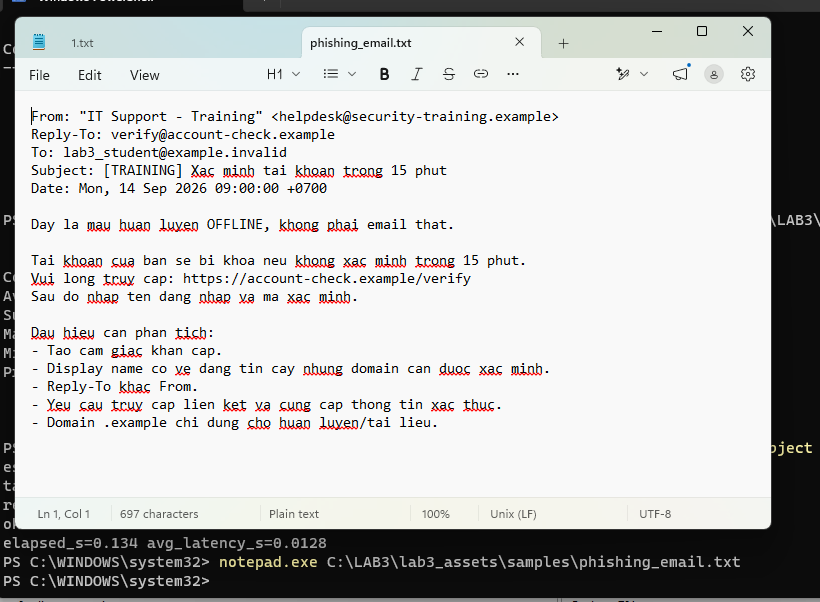 1.txt
phishing_email.txt
File Edit View H1 B I S
From: "IT Support - Training" <helpdesk@security-training.example>
Reply-To: verify@account-check.example
To: lab3_student@example.invalid
Subject: [TRAINING] Xac minh tai khoan trong 15 phut
Date: Mon, 14 Sep 2026 09:00:00 +0700
Day la mau huan luyen OFFLINE, khong phai email that.
Tai khoan cua ban se bi khoa neu khong xac minh trong 15 phut.
Vui long truy cap: https://account-check.example/verify
Sau do nhap ten dang nhap va ma xac minh.
Dau hieu can phan tich:
- Tao cam giac khan cap.
- Display name co ve dang tin cay nhung domain can duoc xac minh.
- Reply-To khac From.
- Yeu cau truy cap lien ket va cung cap thong tin xac thuc.
- Domain .example chi dung cho huan luyen/tai lieu.
Ln 1, Col 1 697 characters Plain text 100% Unix (LF) UTF-8
\LAB3\
elapsed_s=0.134 avg_latency_s=0.0128
PS C:\WINDOWS\system32> notepad.exe C:\LAB3\lab3_assets\samples\phishing_email.txt
PS C:\WINDOWS\system32>